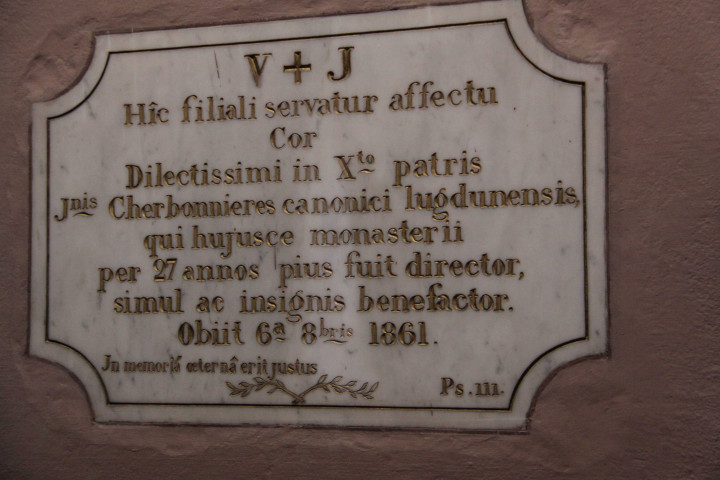 V + J
Hîc filiali servatur affectu
Cor
Dilectissimi in Xto patris
Jnis Cherbonnieres canonici lugdunensis,
qui hujusce monasterii
per 27 annos pius fuit director,
simul ac insignis benefactor.
Obiit 6a 8bris 1861.
Jn memoriâ œternâ erit justus
Ps. 111.